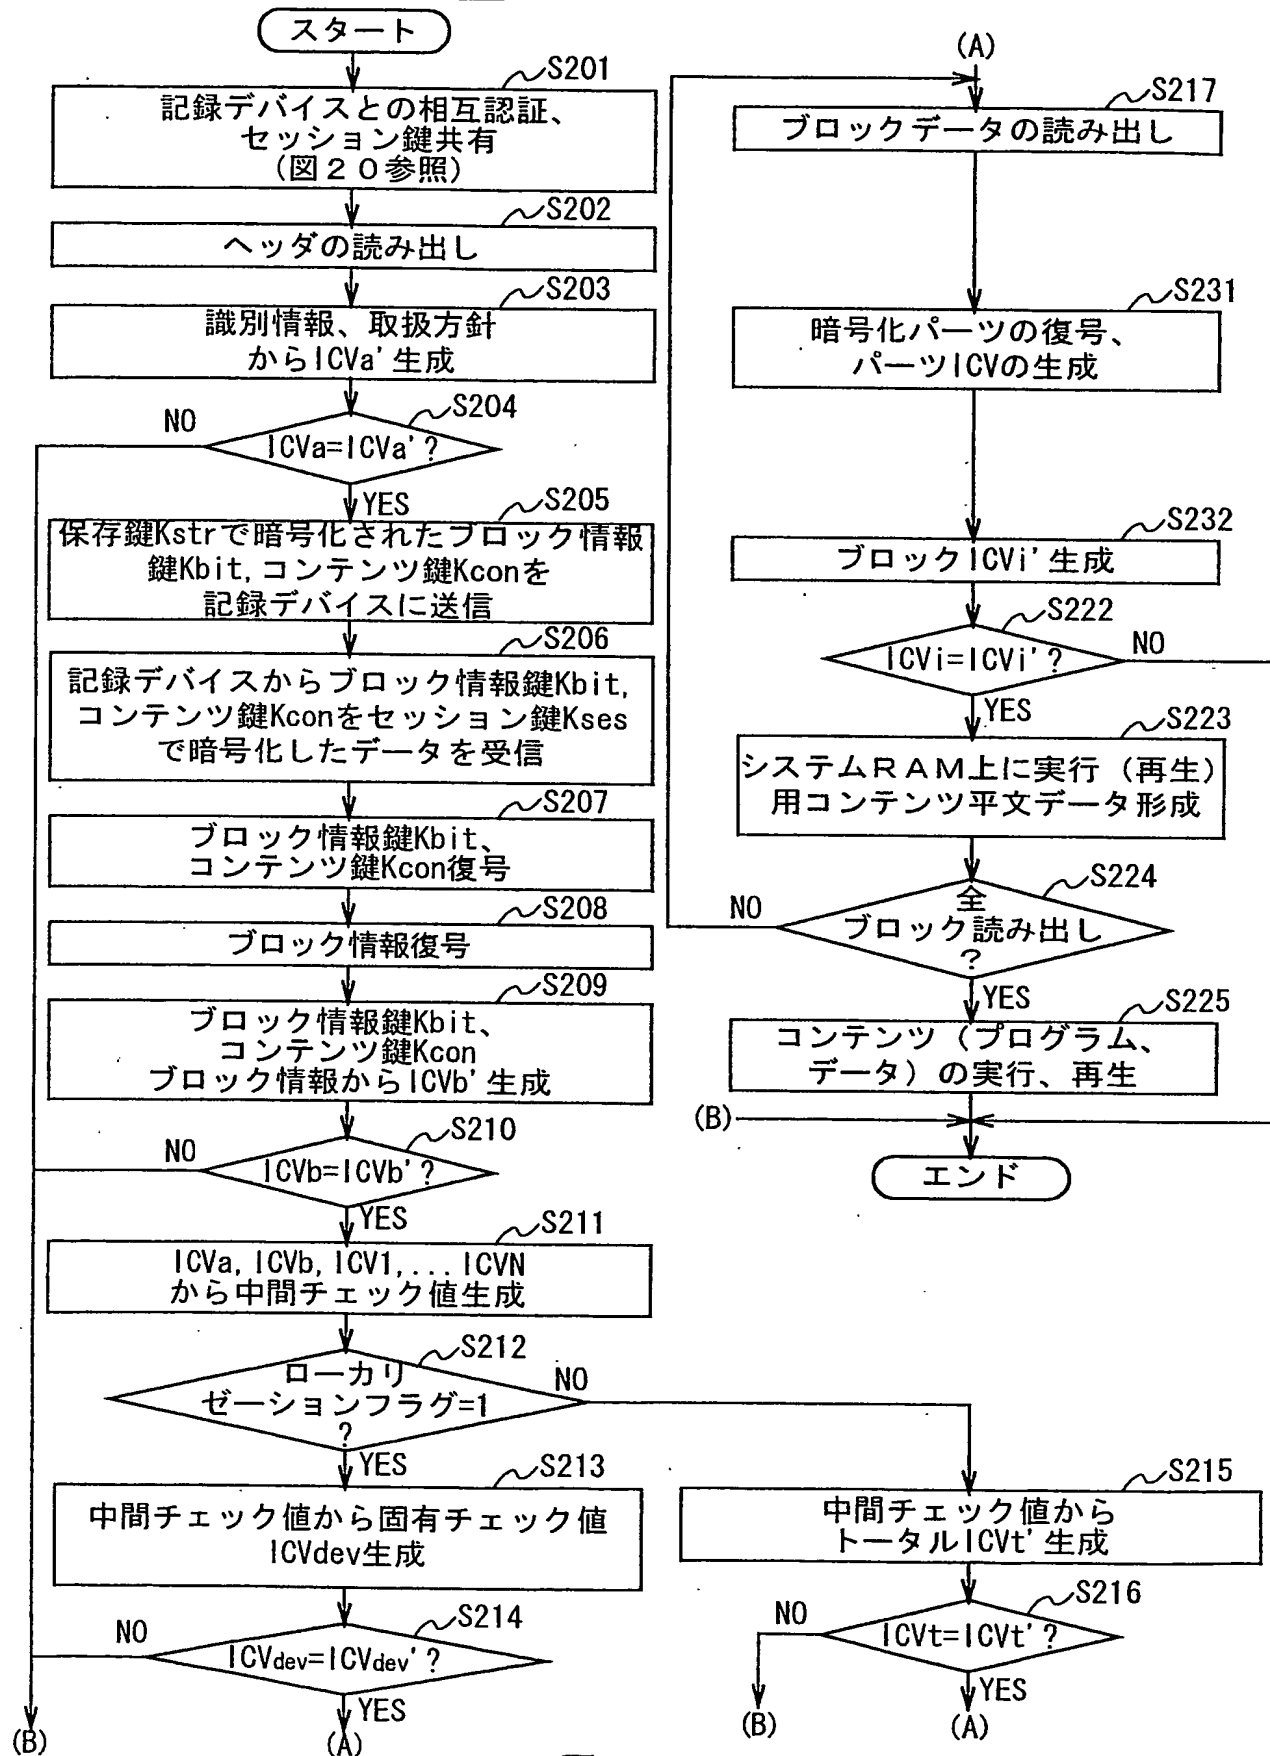 スタート
S201
記録デバイスとの相互認証、
セッション鍵共有
(図20参照)
S202
ヘッダの読み出し
S203
識別情報、取扱方針
からICVa'生成
S204
NO
ICVa=ICVa'?
YES
S205
保存鍵Kstrで暗号化されたブロック情報
鍵Kbit,コンテンツ鍵Kconを
記録デバイスに送信
S206
記録デバイスからブロック情報鍵Kbit,
コンテンツ鍵Kconをセッション鍵Kses
で暗号化したデータを受信
S207
ブロック情報鍵Kbit、
コンテンツ鍵Kcon復号
S208
ブロック情報復号
S209
ブロック情報鍵Kbit、
コンテンツ鍵Kcon
ブロック情報からICVb'生成
S210
NO
ICVb=ICVb'?
YES
S211
ICVa,ICVb,ICV1,...ICVN
から中間チェック値生成
S212
ローカリ
ゼーションフラグ=1
?
NO
YES
S213
中間チェック値から固有チェック値
ICVdev生成
S214
NO
ICVdev=ICVdev'?
YES
(B)
(A)
S215
中間チェック値から
トータルICVt'生成
S216
NO
ICVt=ICVt'?
YES
(B)
(A)
(A)
S217
ブロックデータの読み出し
S231
暗号化パーツの復号、
パーツICVの生成
S232
ブロックICVi'生成
S222
ICVi=ICVi'?
NO
YES
S223
システムRAM上に実行(再生)
用コンテンツ平文データ形成
S224
NO
全
ブロック読み出し
?
YES
S225
コンテンツ(プログラム、
データ)の実行、再生
(B)
エンド